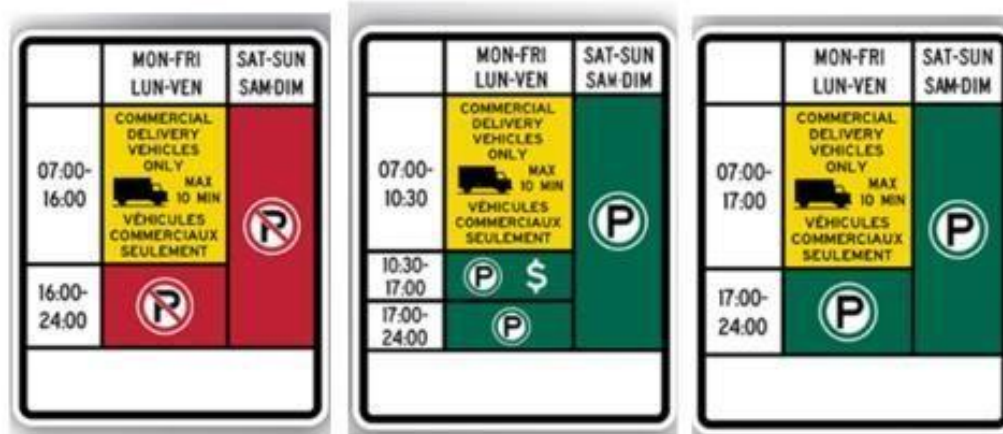 MON-FRI
LUN-VEN
SAT-SUN
SAM-DIM
07:00-
16:00
COMMERCIAL
DELIVERY
VEHICLES
ONLY
MAX
10 MIN
VÉHICULES
COMMERCIAUX
SEULEMENT
P
16:00-
24:00
P
MON-FRI
LUN-VEN
SAT-SUN
SAM-DIM
07:00-
10:30
COMMERCIAL
DELIVERY
VEHICLES
ONLY
MAX
10 MIN
VÉHICULES
COMMERCIAUX
SEULEMENT
P
10:30-
17:00
P $
17:00-
24:00
P
MON-FRI
LUN-VEN
SAT-SUN
SAM-DIM
07:00-
17:00
COMMERCIAL
DELIVERY
VEHICLES
ONLY
MAX
10 MIN
VÉHICULES
COMMERCIAUX
SEULEMENT
P
17:00-
24:00
P